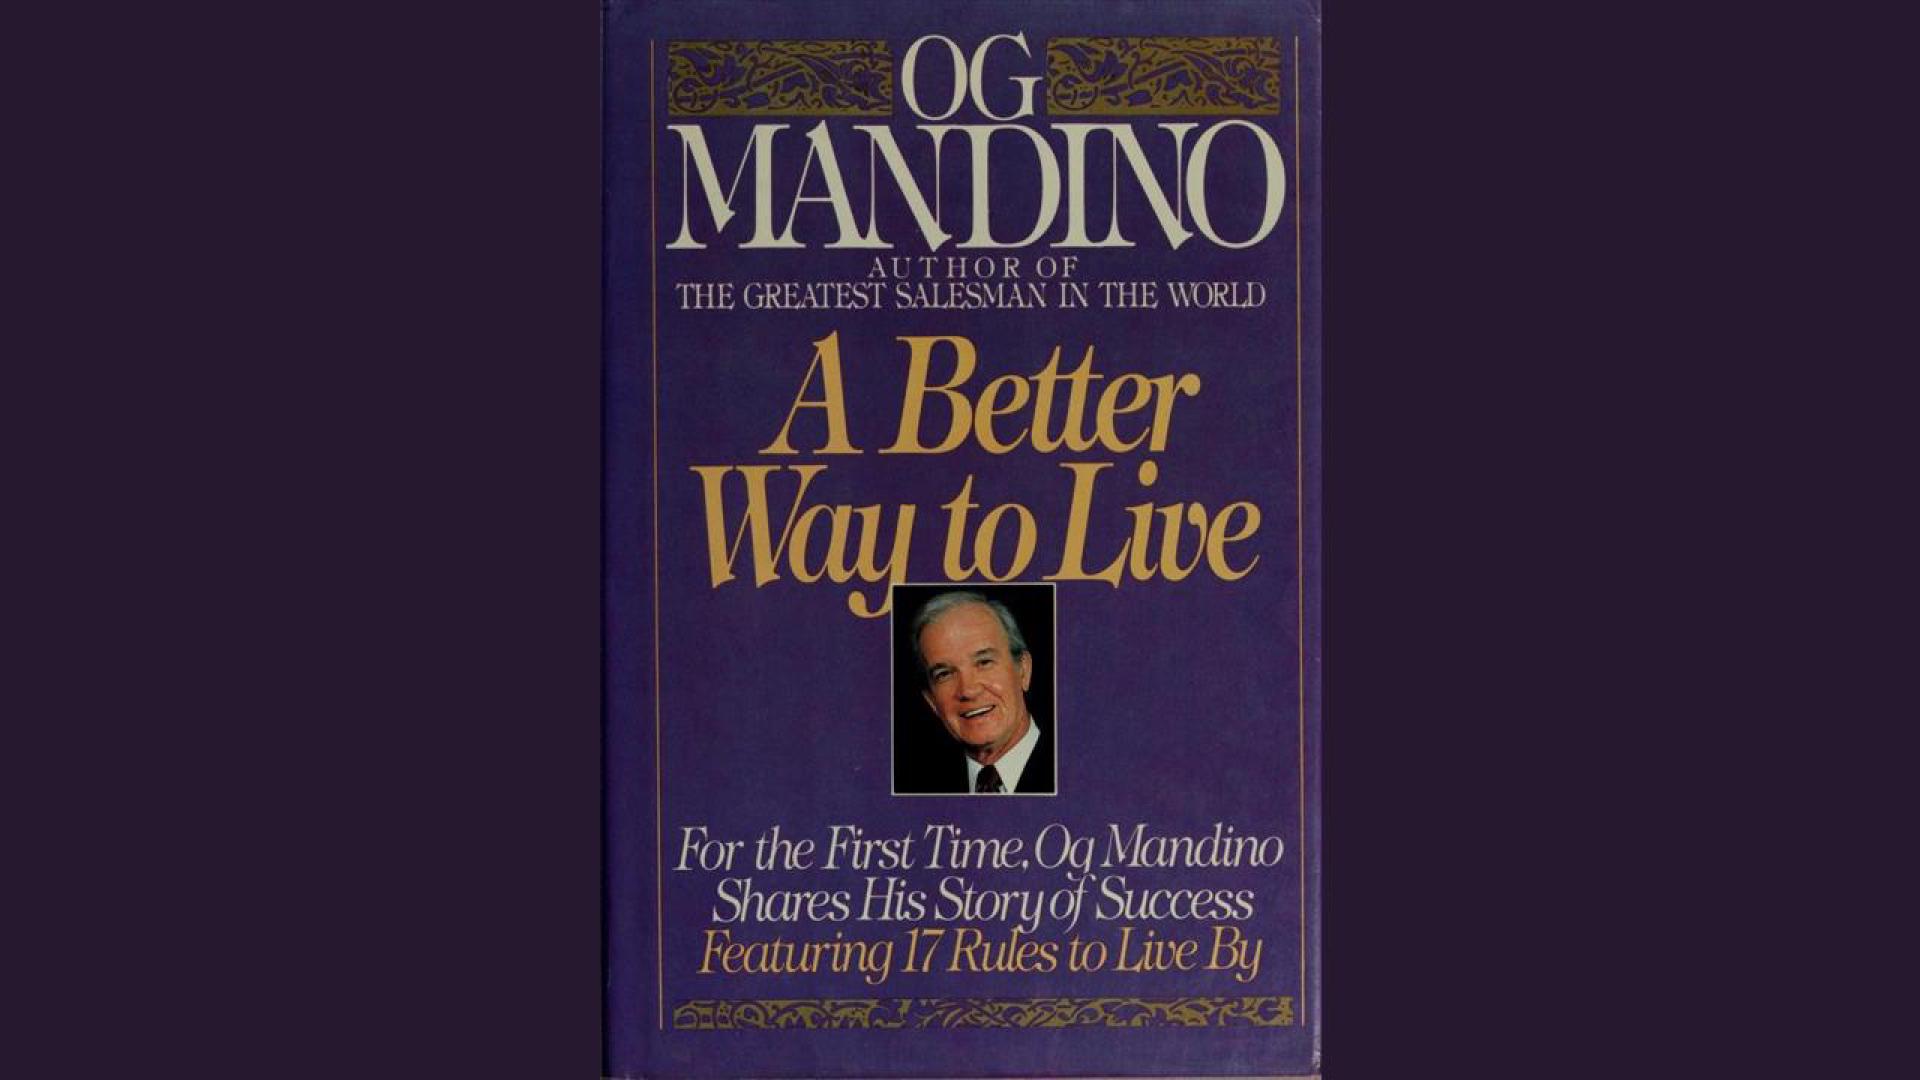 OG
MANDINO
AUTHOR OF
THE GREATEST SALESMAN IN THE WORLD
A Better
Way to Live
For the First Time, Og Mandino
Shares His Story of Success
Featuring 17 Rules to Live By